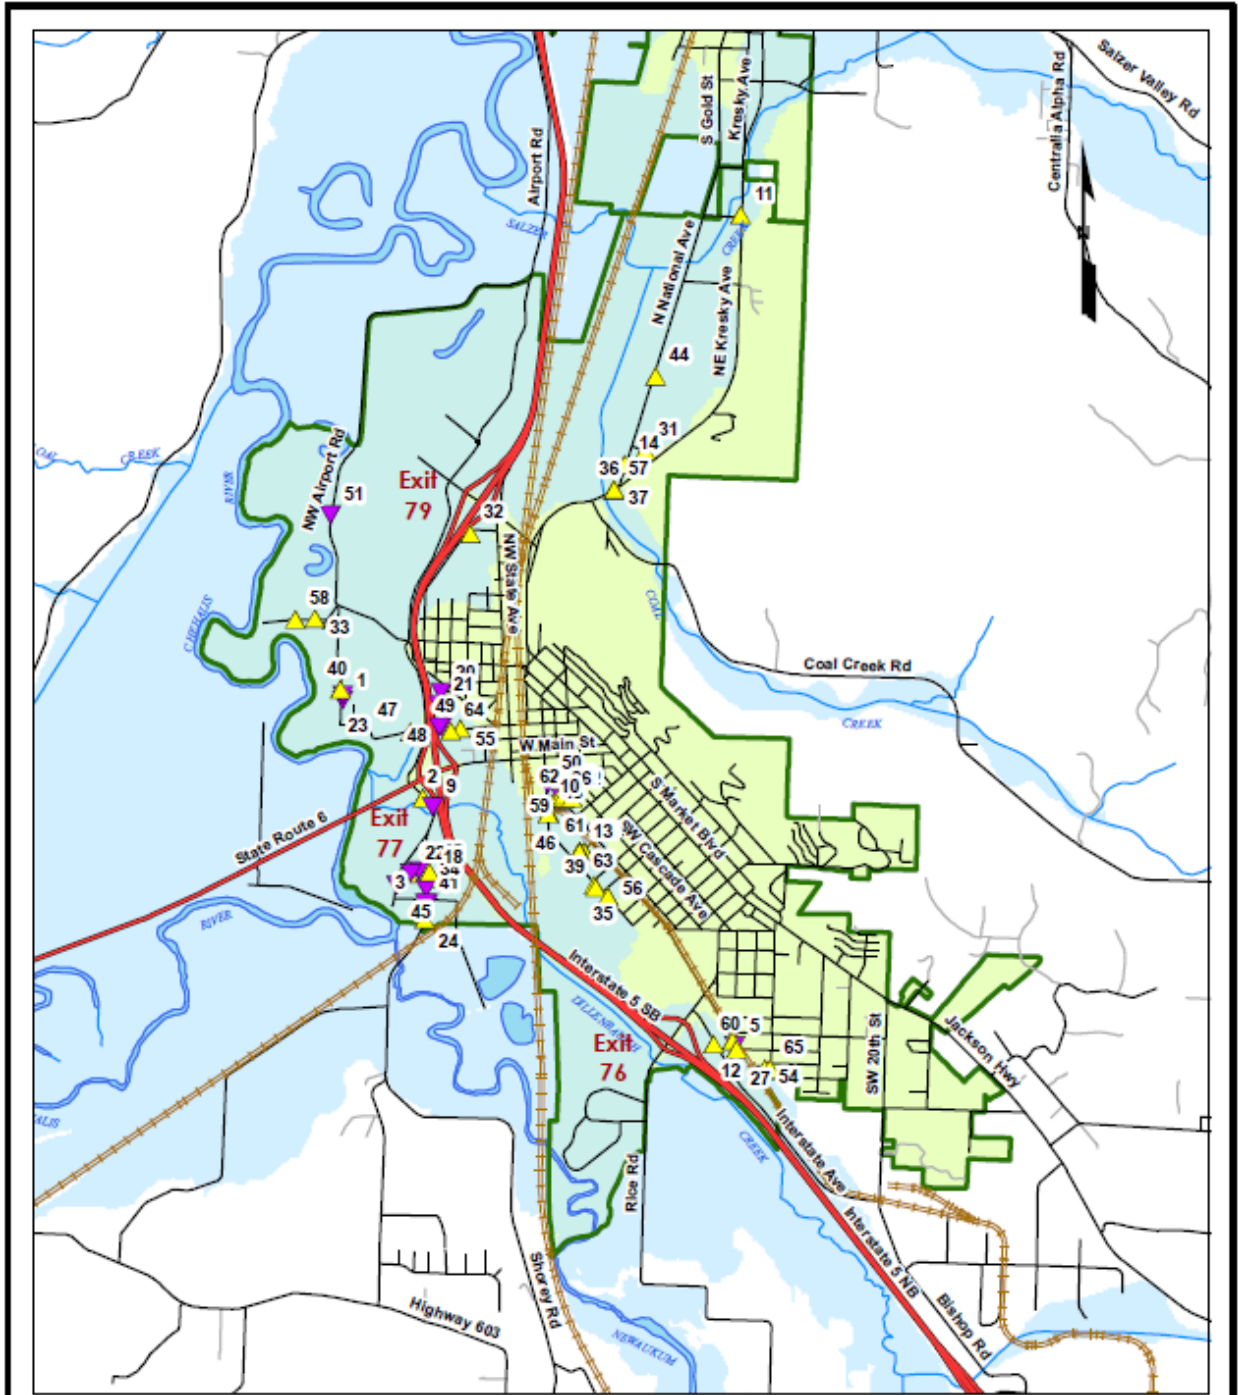 Salzer Valley Rd
Centralia Alpha Rd
S Gold St
Kresky Ave
Airport Rd
11
SALZER
CREEK
N National Ave
NE Kresky Ave
44
31
14
36
57
37
NW Airport Rd
51
Exit
79
32
NW State Ave
CREEK
RIVER
CHEHALIS
COAL
58
33
Coal Creek Rd
CREEK
40
1
21
47
49
64
23
48
55
W Main St
50
2
9
62
10
59
S Market Blvd
State Route 6
Exit
77
61
13
SW Cascade Ave
46
39
63
18
3
41
56
35
45
24
RIVER
Interstate 5 SB
Exit
76
60
5
65
12
27
54
SW 20th St
Jackson Hwy
CREEK
Interstate Ave
Rice Rd
Interstate 5 NB
Bishop Rd
Shorey Rd
Highway 603
NEWAUKUM